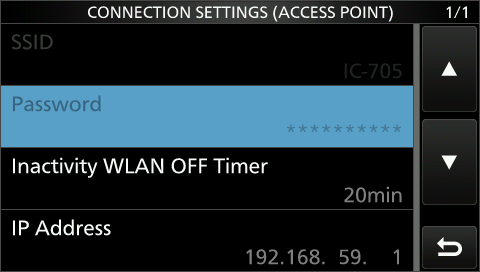 CONNECTION SETTINGS (ACCESS POINT) 1/1
SSID
IC-705
Password
**********
Inactivity WLAN OFF Timer
20min
IP Address
192.168. 59. 1